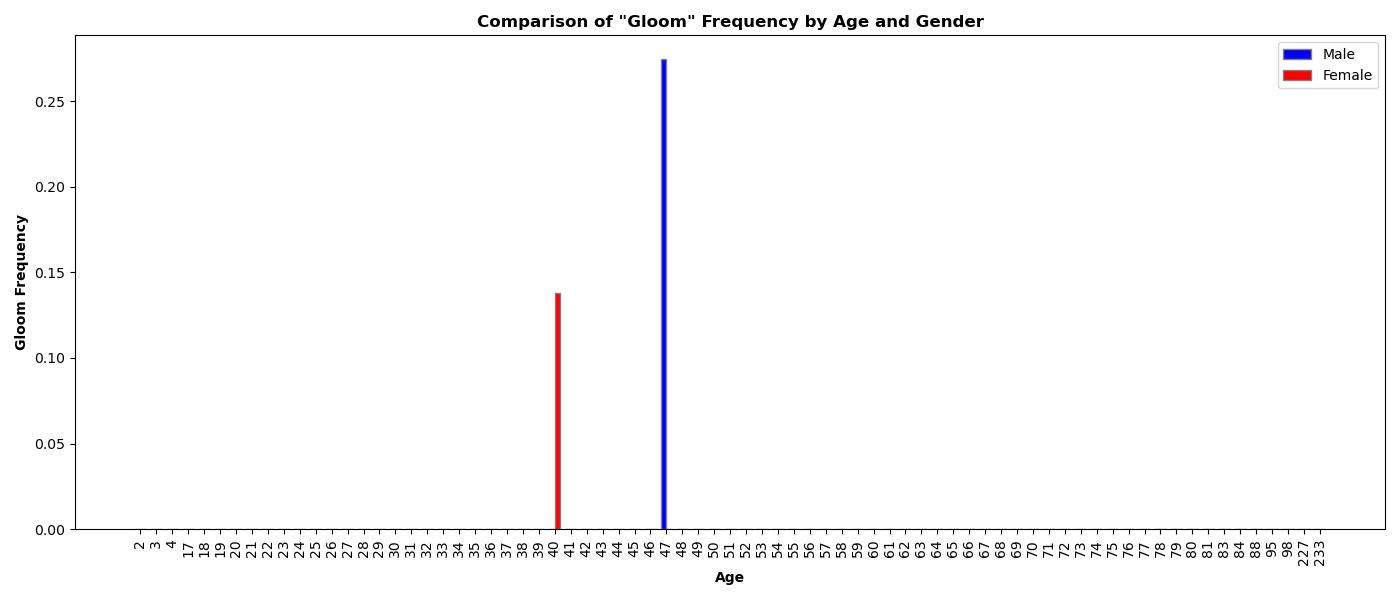 Comparison of "Gloom" Frequency by Age and Gender
Male
Female
Gloom Frequency
0.25
0.20
0.15
0.10
0.05
0.00
2 3 4 17 18 19 20 21 22 23 24 25 26 27 28 29 30 31 32 33 34 35 36 37 38 39 40 41 42 43 44 45 46 47 48 49 50 51 52 53 54 55 56 57 58 59 60 61 62 63 64 65 66 67 68 69 70 71 72 73 74 75 76 77 78 79 80 81 83 84 88 95 98 227 233
Age